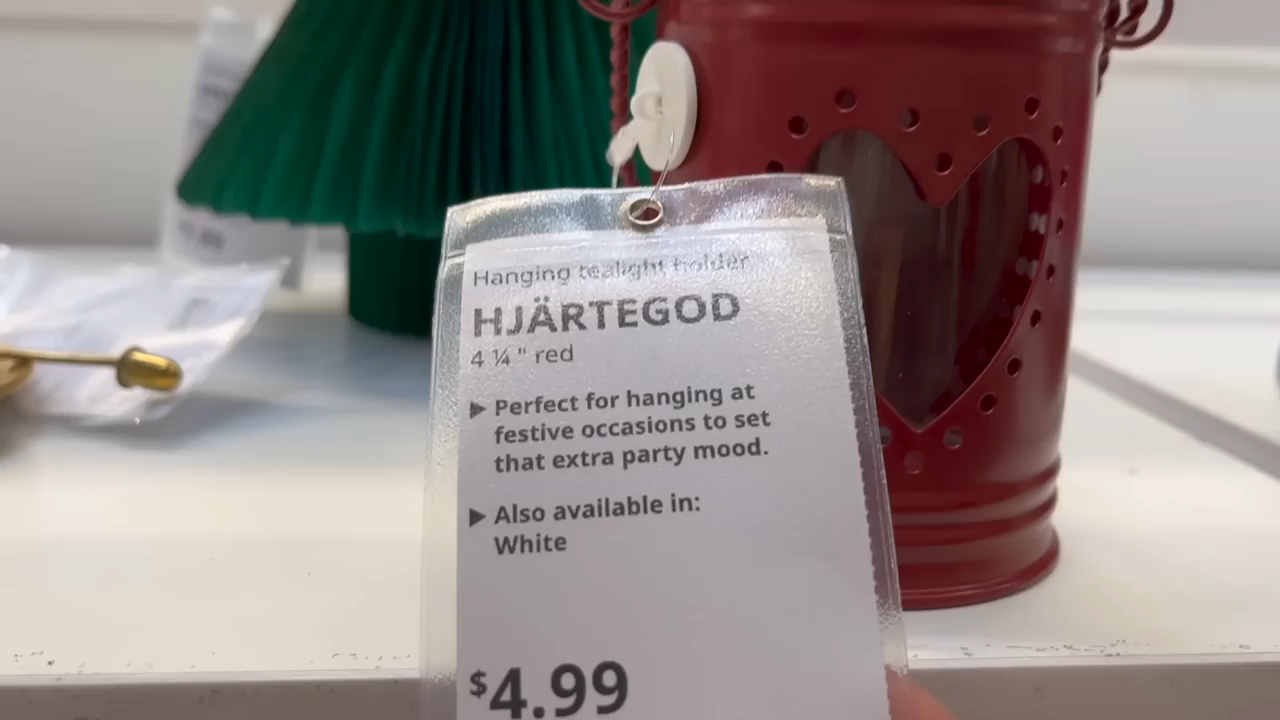 Hanging tealight holder
HJÄRTEGOD
4 ¼ " red
▶ Perfect for hanging at
festive occasions to set
that extra party mood.
▶ Also available in:
White
$4.99